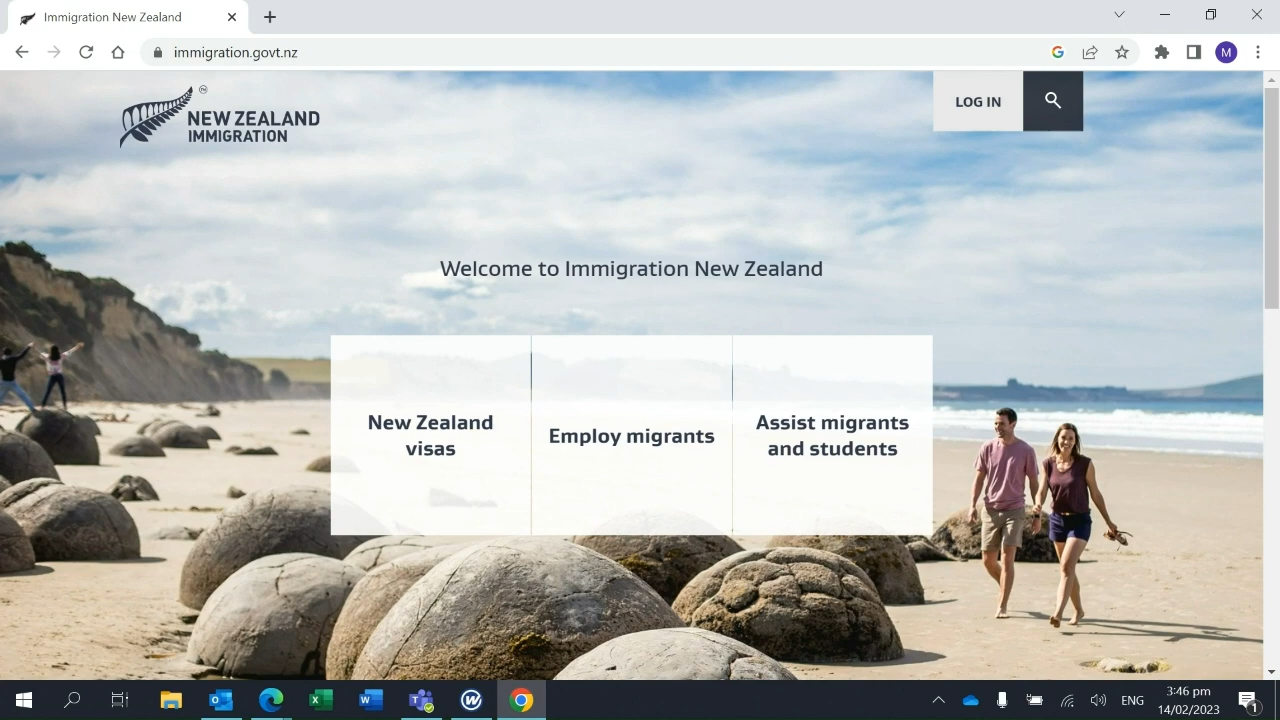 Immigration New Zealand
immigration.govt.nz
M
NEW ZEALAND
IMMIGRATION
LOG IN
Welcome to Immigration New Zealand
New Zealand
visas
Employ migrants
Assist migrants
and students
ENG
3:46 pm
14/02/2023
1